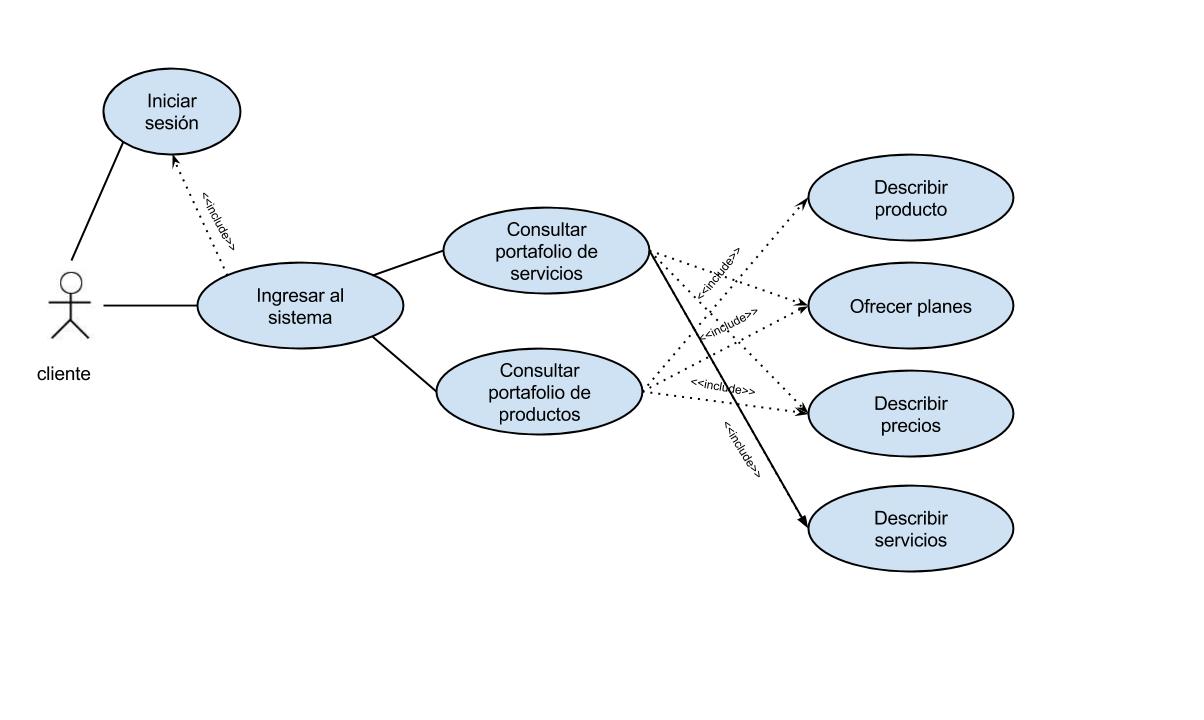 Iniciar
sesión
<<include>>
cliente
Ingresar al
sistema
Consultar
portafolio de
servicios
Consultar
portafolio de
productos
<<include>>
<<include>>
<<include>>
<<include>>
Describir
producto
Ofrecer planes
Describir
precios
Describir
servicios